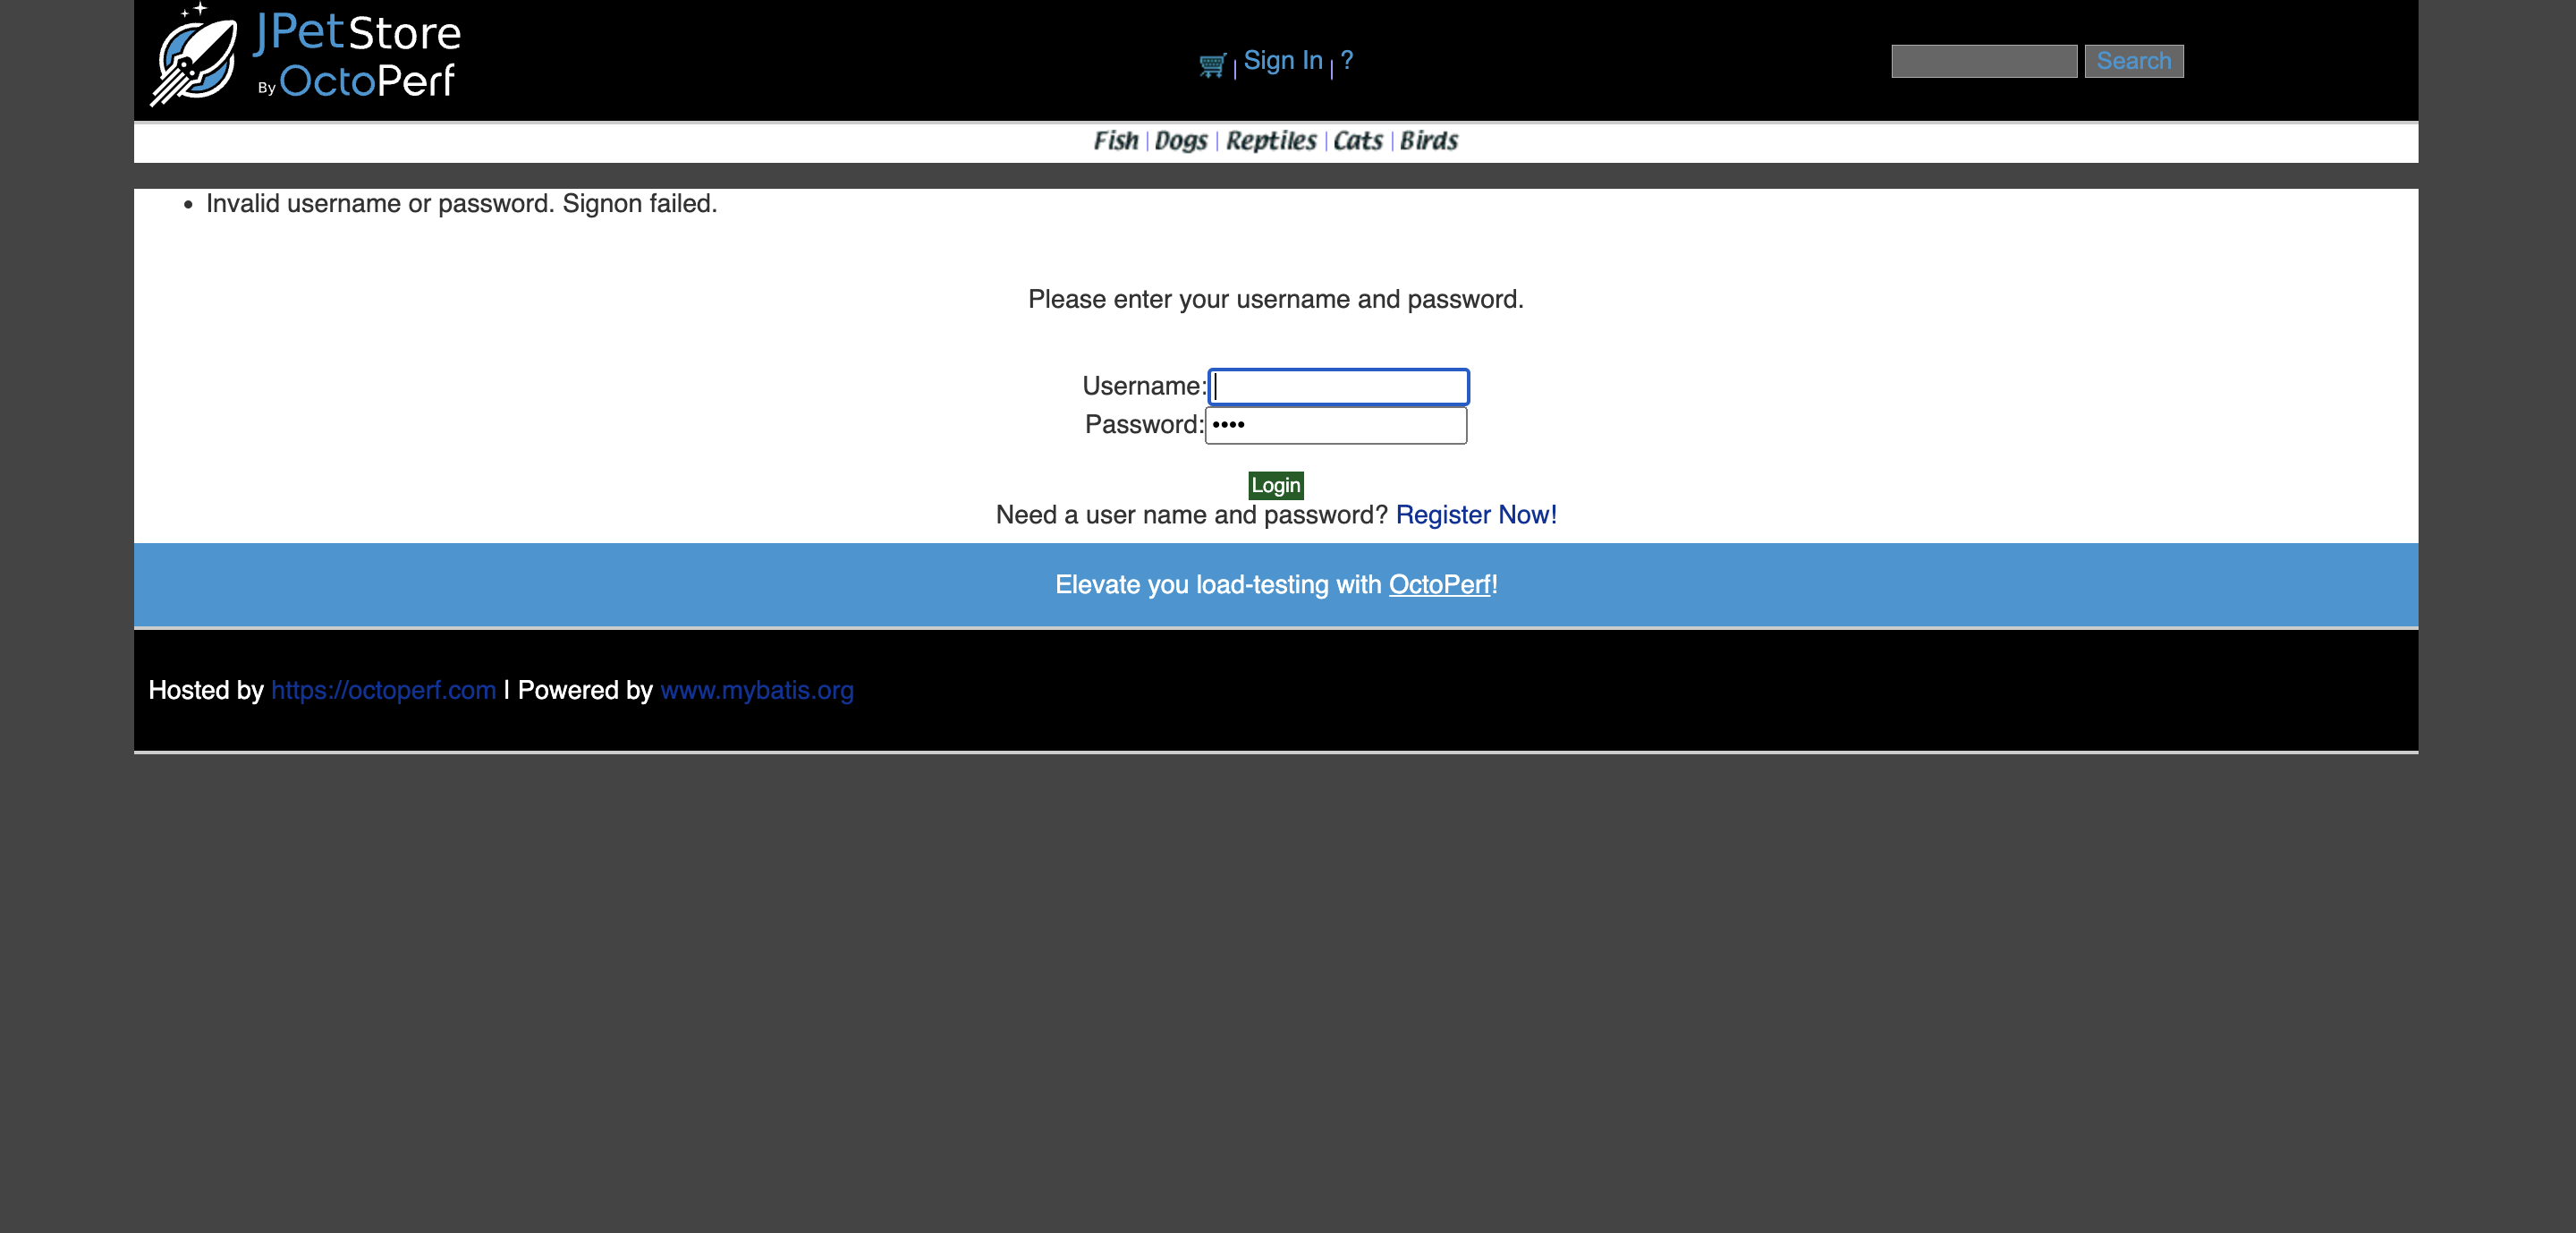 JPetStore
By OctoPerf
Sign In ?
Search
Fish | Dogs | Reptiles | Cats | Birds
Invalid username or password. Signon failed.
Please enter your username and password.
Username:
Password: ••••
Login
Need a user name and password? Register Now!
Elevate you load-testing with OctoPerf!
Hosted by https://octoperf.com | Powered by www.mybatis.org